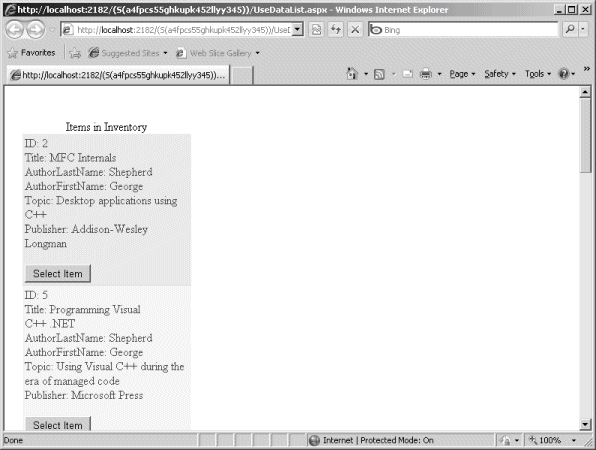 http://localhost:2182/(S(a4fpcs55ghkupk452llyy345))/UseDataList.aspx - Windows Internet Explorer
http://localhost:2182/(S(a4fpcs55ghkupk452llyy345))/UseD
Bing
Favorites Suggested Sites Web Slice Gallery
http://localhost:2182/(S(a4fpcs55ghkupk452llyy345))... Page Safety Tools
Items in Inventory
ID: 2
Title: MFC Internals
AuthorLastName: Shepherd
AuthorFirstName: George
Topic: Desktop applications using
C++
Publisher: Addison-Wesley
Longman
Select Item
ID: 5
Title: Programming Visual
C++ .NET
AuthorLastName: Shepherd
AuthorFirstName: George
Topic: Using Visual C++ during the
era of managed code
Publisher: Microsoft Press
Select Item
Done Internet | Protected Mode: On 100%